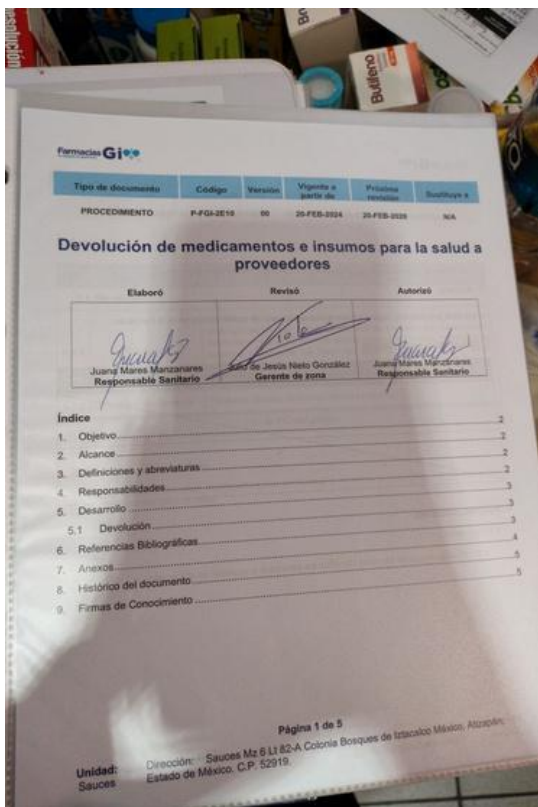 Butifeno
Farmacias Gi
Tipo de documento Código Versión Vigente a partir de Próxima revisión Sustituye a
PROCEDIMIENTO P-FGI-2E10 00 20-FEB-2024 20-FEB-2026 N/A
Devolución de medicamentos e insumos para la salud a
proveedores
Elaboró Revisó Autorizó
Juana Mares Manzanares
Responsable Sanitario
de Jesús Nieto González
Gerente de zona
Juana Mares Manzanares
Responsable Sanitario
Índice
1. Objetivo 2
2. Alcance 2
3. Definiciones y abreviaturas 2
4. Responsabilidades 2
5. Desarrollo 3
5.1 Devolución 3
6. Referencias Bibliográficas 3
7. Anexos 4
8. Histórico del documento 5
9. Firmas de Conocimiento 5
Página 1 de 5
Unidad:
Sauces
Dirección: Sauces Mz 6 Lt 82-A Colonia Bosques de Iztacalco México, Atizapán,
Estado de México. C.P. 52919.